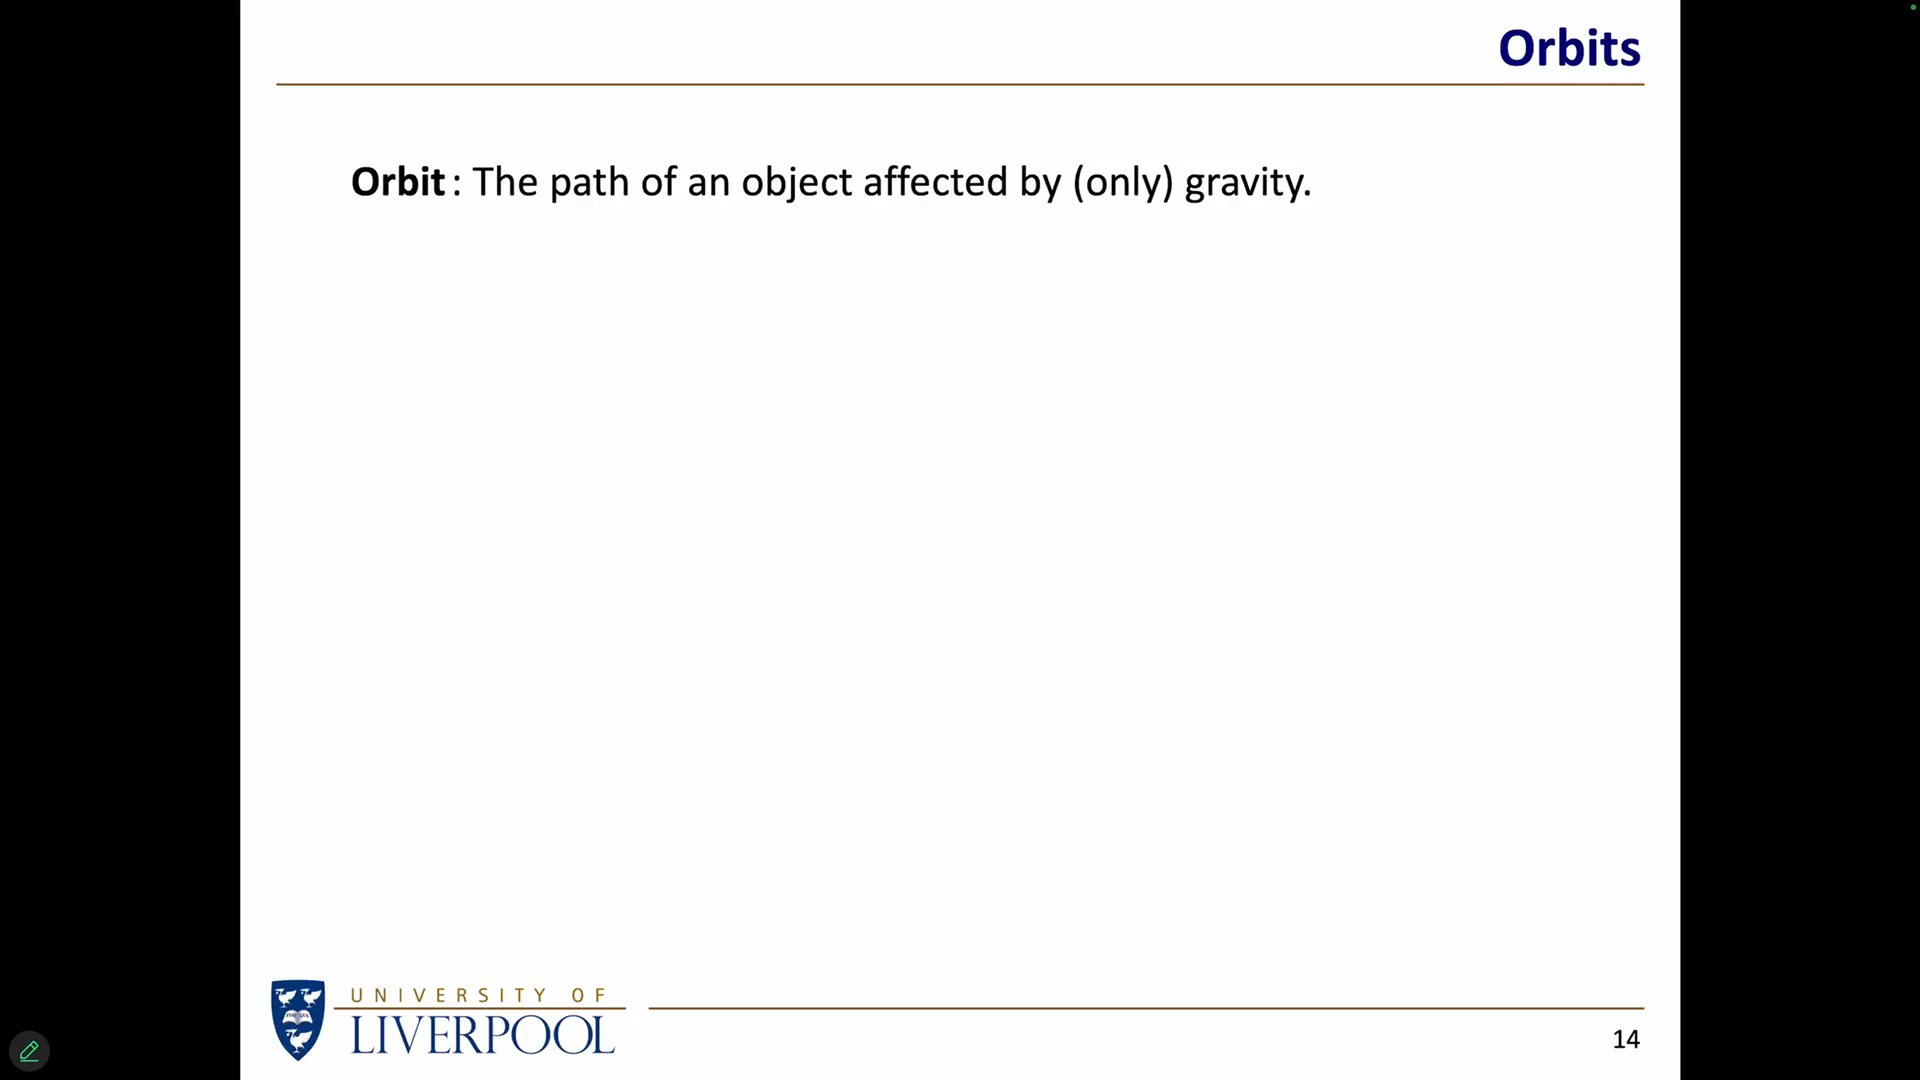 Orbits
Orbit: The path of an object affected by (only) gravity.
UNIVERSITY OF
LIVERPOOL
14